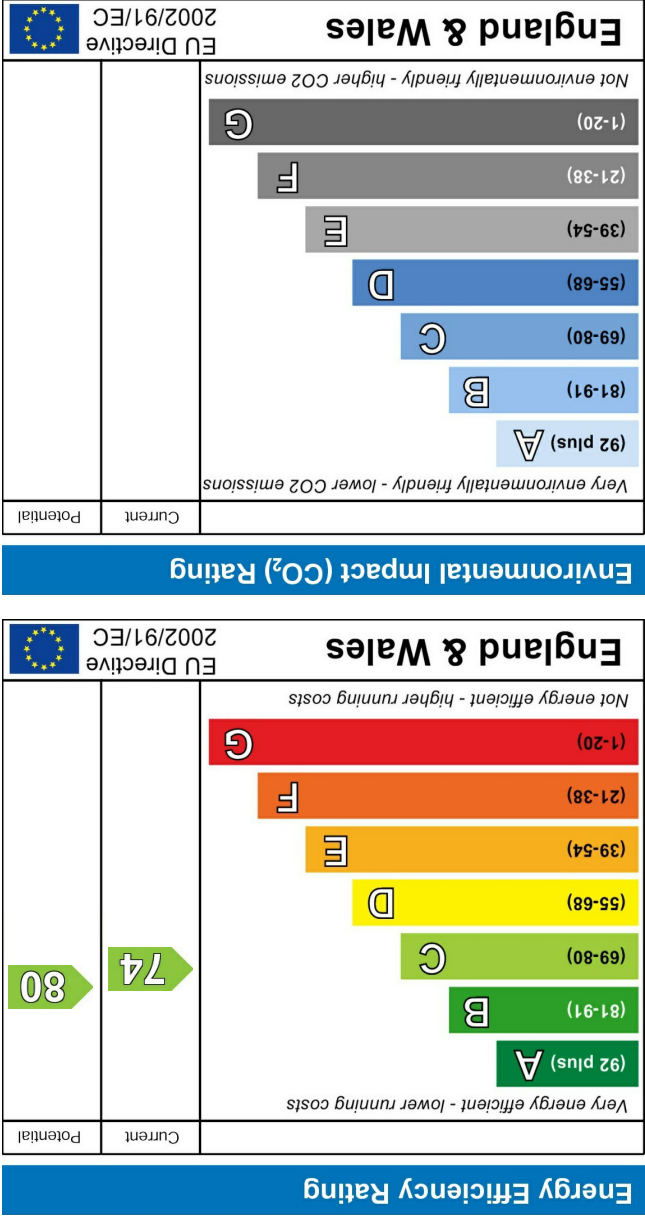 Energy Efficiency Rating
Current Potential
Very energy efficient - lower running costs
(92 plus) A
(81-91) B
(69-80) C
(55-68) D
(39-54) E
(21-38) F
(1-20) G
74
80
Not energy efficient - higher running costs
England & Wales
EU Directive
2002/91/EC
Environmental Impact (CO₂) Rating
Current Potential
Very environmentally friendly - lower CO2 emissions
(92 plus) A
(81-91) B
(69-80) C
(55-68) D
(39-54) E
(21-38) F
(1-20) G
Not environmentally friendly - higher CO2 emissions
England & Wales
EU Directive
2002/91/EC